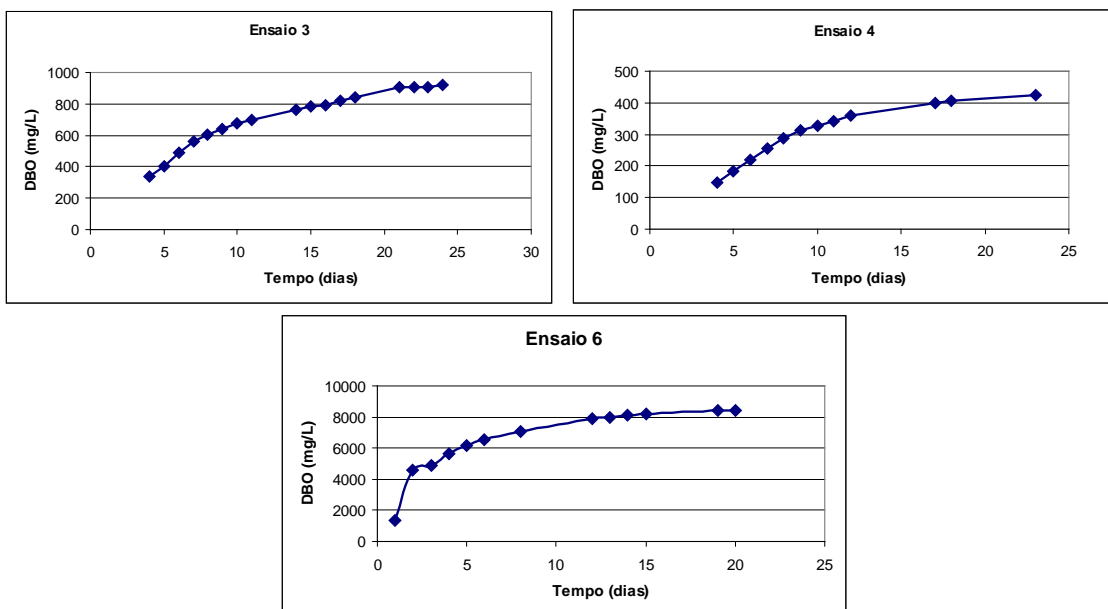 Ensaio 3
DBO (mg/L)
1000
800
600
400
200
0
0 5 10 15 20 25 30
Tempo (dias)
Ensaio 4
DBO (mg/L)
500
400
300
200
100
0
0 5 10 15 20 25
Tempo (dias)
Ensaio 6
DBO (mg/L)
10000
8000
6000
4000
2000
0
0 5 10 15 20 25
Tempo (dias)